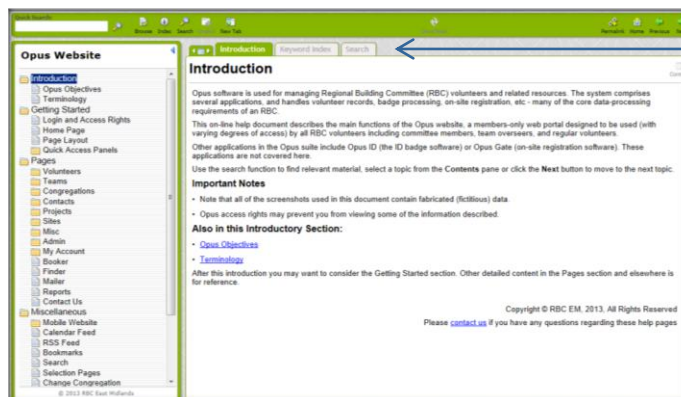 Quick Search:
Browse Index Search New Tab
Permalink Home Previous
Opus Website
Introduction
Opus Objectives
Terminology
Getting Started
Login and Access Rights
Home Page
Page Layout
Quick Access Panels
Pages
Volunteers
Teams
Congregations
Contacts
Projects
Sites
Misc
Admin
My Account
Booker
Finder
Mailer
Reports
Contact Us
Miscellaneous
Mobile Website
Calendar Feed
RSS Feed
Bookmarks
Search
Selection Pages
Change Congregation
© 2013 RBC East Midlands
Introduction Keyword Index Search
Introduction
Opus software is used for managing Regional Building Committee (RBC) volunteers and related resources. The system comprises
several applications, and handles volunteer records, badge processing, on-site registration, etc - many of the core data-processing
requirements of an RBC.
This on-line help document describes the main functions of the Opus website, a members-only web portal designed to be used (with
varying degrees of access) by all RBC volunteers including committee members, team overseers, and regular volunteers.
Other applications in the Opus suite include Opus ID (the ID badge software) or Opus Gate (on-site registration software). These
applications are not covered here.
Use the search function to find relevant material, select a topic from the Contents pane or click the Next button to move to the next topic.
Important Notes
• Note that all of the screenshots used in this document contain fabricated (fictitious) data
• Opus access rights may prevent you from viewing some of the information described.
Also in this Introductory Section:
• Opus Objectives
• Terminology
After this introduction you may want to consider the Getting Started section. Other detailed content in the Pages section and elsewhere is
for reference.
Copyright © RBC EM, 2013, All Rights Reserved
Please contact us if you have any questions regarding these help pages